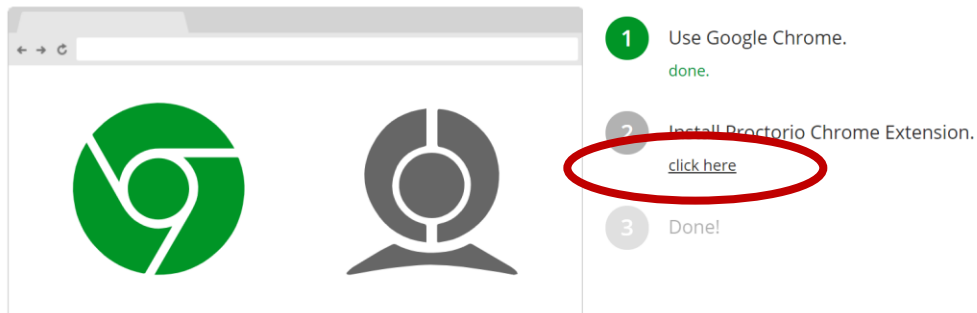 1 Use Google Chrome.
done.
2 Install Proctorio Chrome Extension.
click here
3 Done!